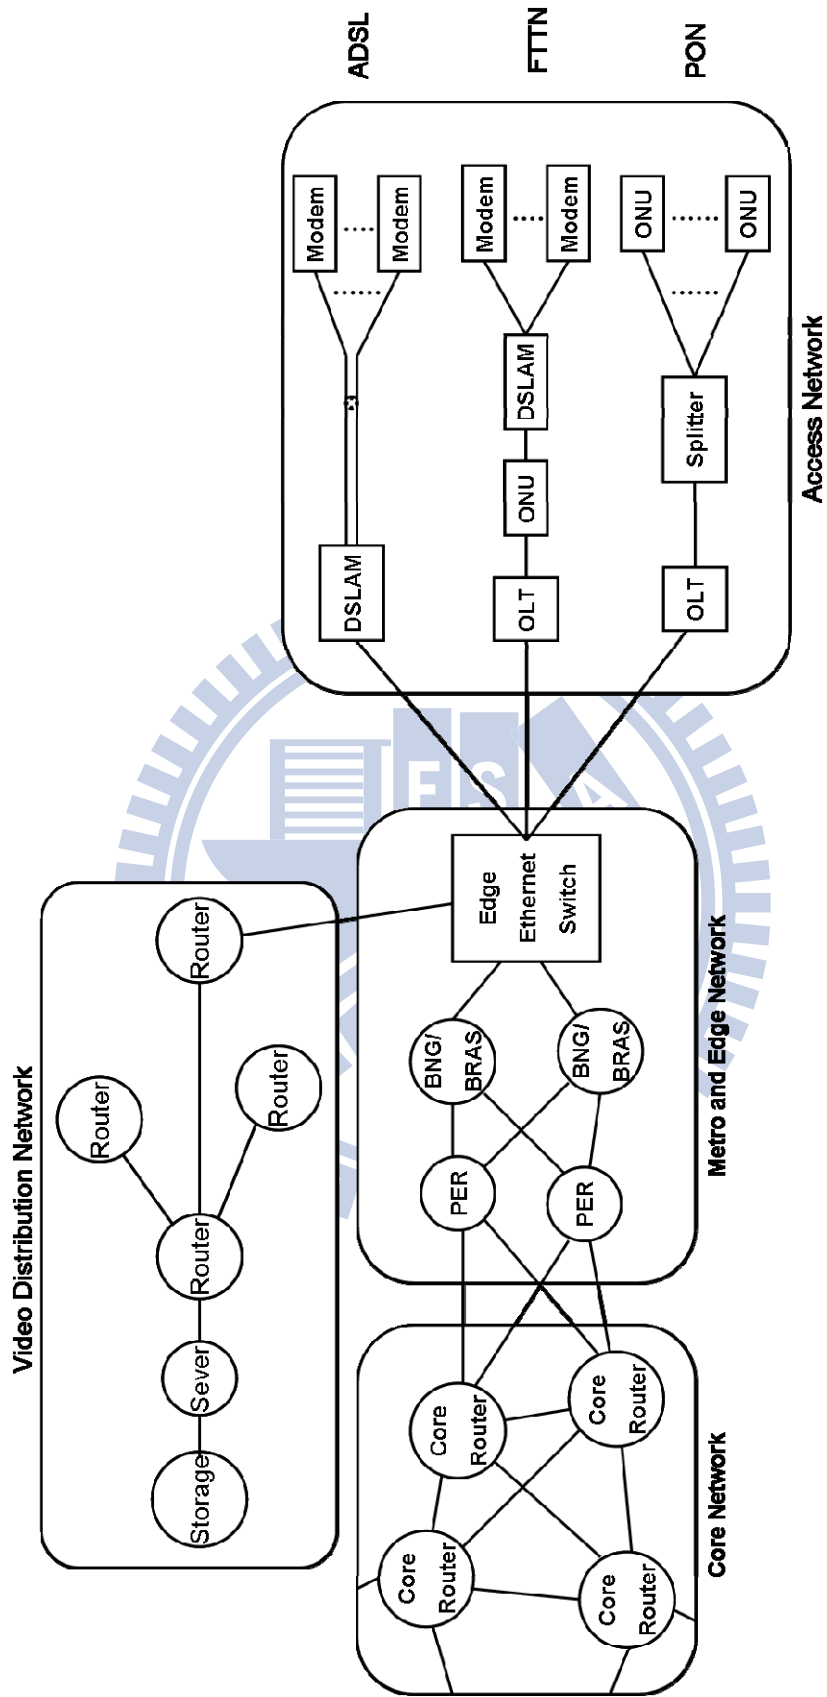 Video Distribution Network
Storage
Sever
Router
Router
Router
Router
Core
Router
Core
Router
Core
Router
Core
Router
Core Network
PER
PER
BNG/
BRAS
BNG/
BRAS
Edge
Ethernet
Switch
Metro and Edge Network
E S A
DSLAM
Modem
Modem
ADSL
OLT
ONU
DSLAM
Modem
Modem
FTTN
OLT
Splitter
ONU
ONU
PON
Access Network